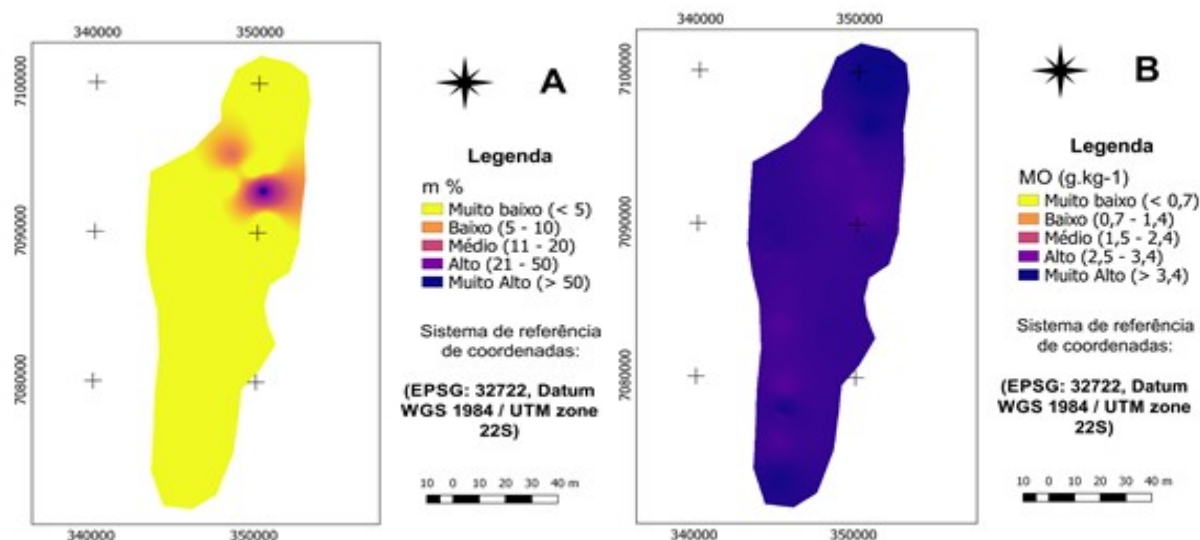 340000 350000
7100000
7090000
7080000
340000 350000
A
Legenda
m %
Muito baixo (< 5)
Baixo (5 - 10)
Médio (11 - 20)
Alto (21 - 50)
Muito Alto (> 50)
Sistema de referência
de coordenadas:
(EPSG: 32722, Datum
WGS 1984 / UTM zone
22S)
10 0 10 20 30 40 m
340000 350000
7100000
7090000
7080000
340000 350000
B
Legenda
MO (g.kg-1)
Muito baixo (< 0,7)
Baixo (0,7 - 1,4)
Médio (1,5 - 2,4)
Alto (2,5 - 3,4)
Muito Alto (> 3,4)
Sistema de referência
de coordenadas:
(EPSG: 32722, Datum
WGS 1984 / UTM zone
22S)
10 0 10 20 30 40 m